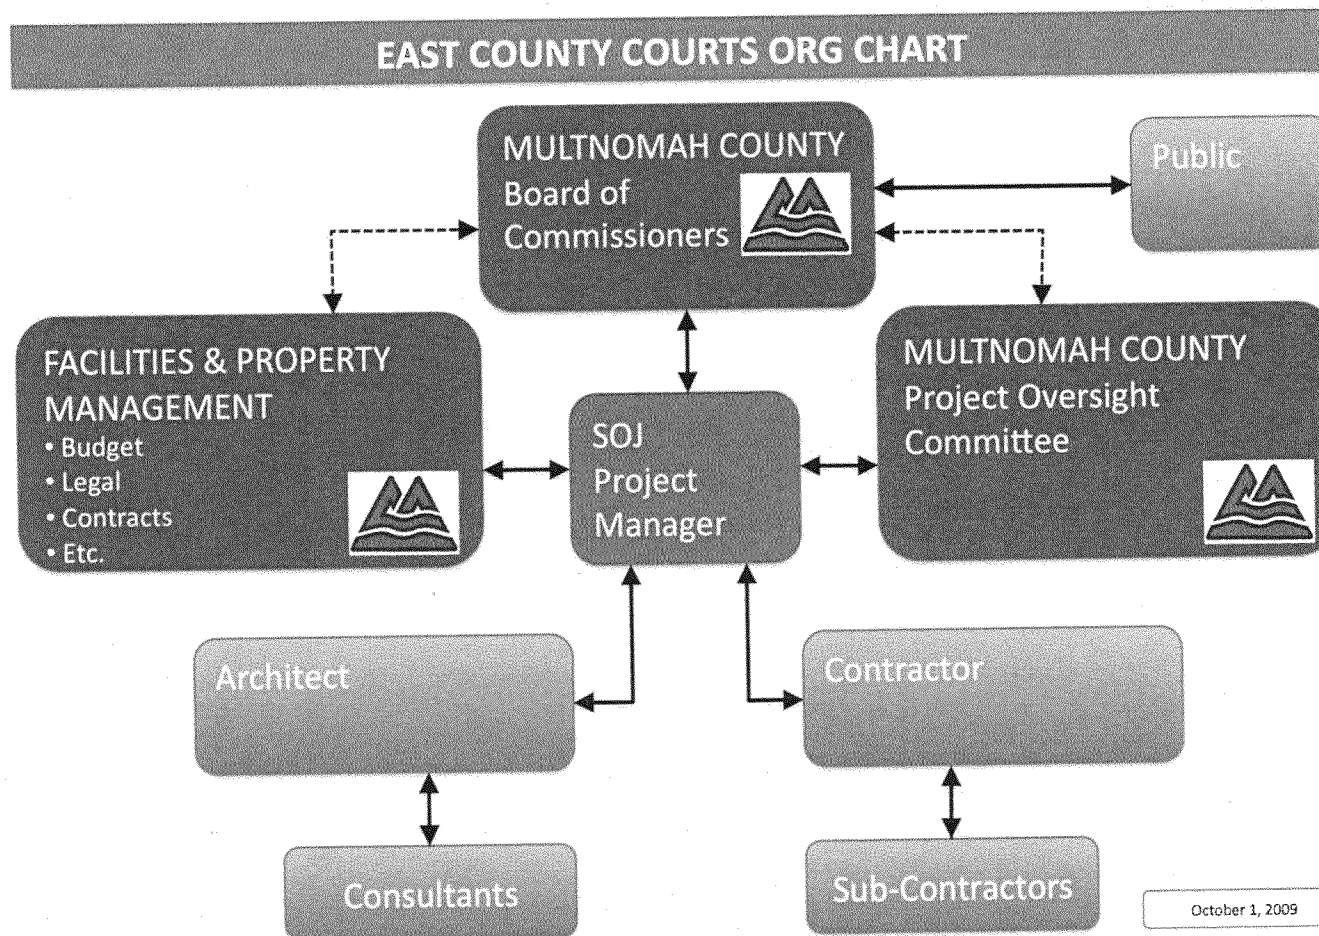 EAST COUNTY COURTS ORG CHART
MULTNOMAH COUNTY
Board of
Commissioners
Public
FACILITIES & PROPERTY
MANAGEMENT
• Budget
• Legal
• Contracts
• Etc.
SOJ
Project
Manager
MULTNOMAH COUNTY
Project Oversight
Committee
Architect
Contractor
Consultants
Sub-Contractors
October 1, 2009